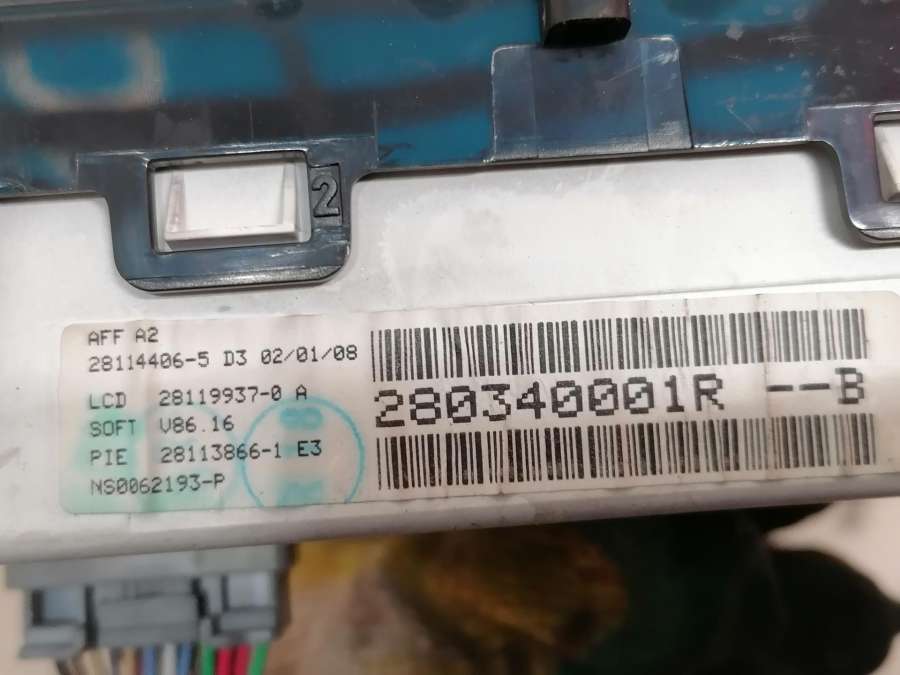 2
AFF A2
28114406-5 D3 02/01/08
LCD 28119937-0 A
SOFT V86.16
PIE 28113866-1 E3
NS0062193-P
280340001R --B